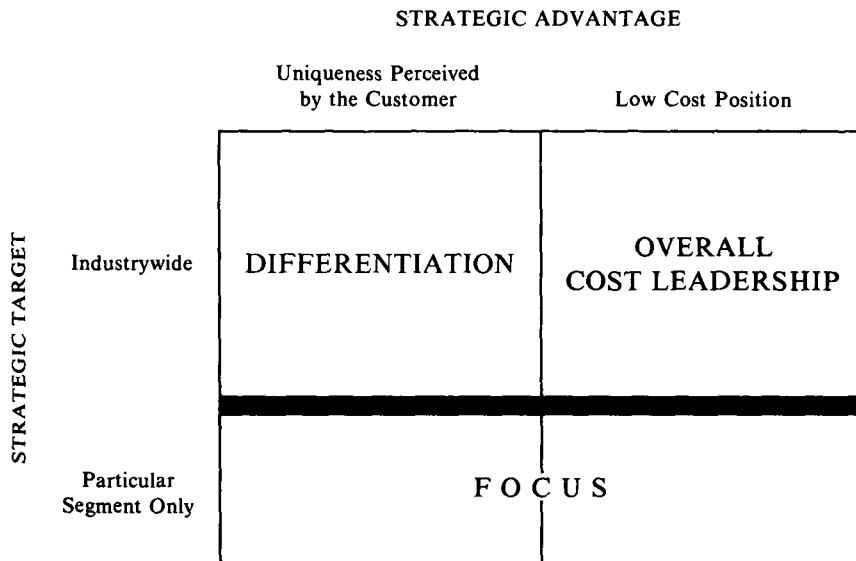 STRATEGIC ADVANTAGE
Uniqueness Perceived
by the Customer
Low Cost Position
STRATEGIC TARGET
Industrywide
DIFFERENTIATION
OVERALL
COST LEADERSHIP
Particular
Segment Only
FOCUS